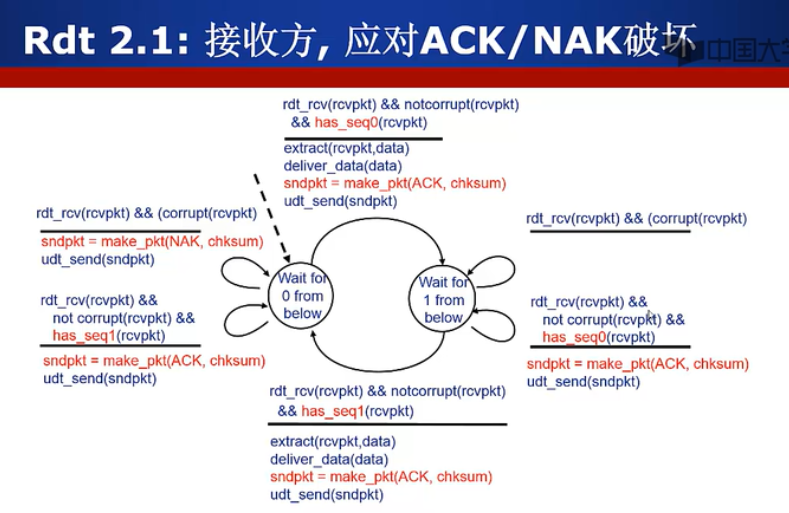 Rdt 2.1: 接收方, 应对ACK/NAK破坏
中国大学
rdt_rcv(rcvpkt) && notcorrupt(rcvpkt)
&& has_seq0(rcvpkt)
extract(rcvpkt,data)
deliver_data(data)
sndpkt = make_pkt(ACK, chksum)
udt_send(sndpkt)
rdt_rcv(rcvpkt) && (corrupt(rcvpkt)
sndpkt = make_pkt(NAK, chksum)
udt_send(sndpkt)
rdt_rcv(rcvpkt) &&
not corrupt(rcvpkt) &&
has_seq1(rcvpkt)
sndpkt = make_pkt(ACK, chksum)
udt_send(sndpkt)
Wait for
0 from
below
Wait for
1 from
below
rdt_rcv(rcvpkt) && (corrupt(rcvpkt)
rdt_rcv(rcvpkt) &&
not corrupt(rcvpkt) &&
has_seq0(rcvpkt)
sndpkt = make_pkt(ACK, chksum)
udt_send(sndpkt)
rdt_rcv(rcvpkt) && notcorrupt(rcvpkt)
&& has_seq1(rcvpkt)
extract(rcvpkt,data)
deliver_data(data)
sndpkt = make_pkt(ACK, chksum)
udt_send(sndpkt)